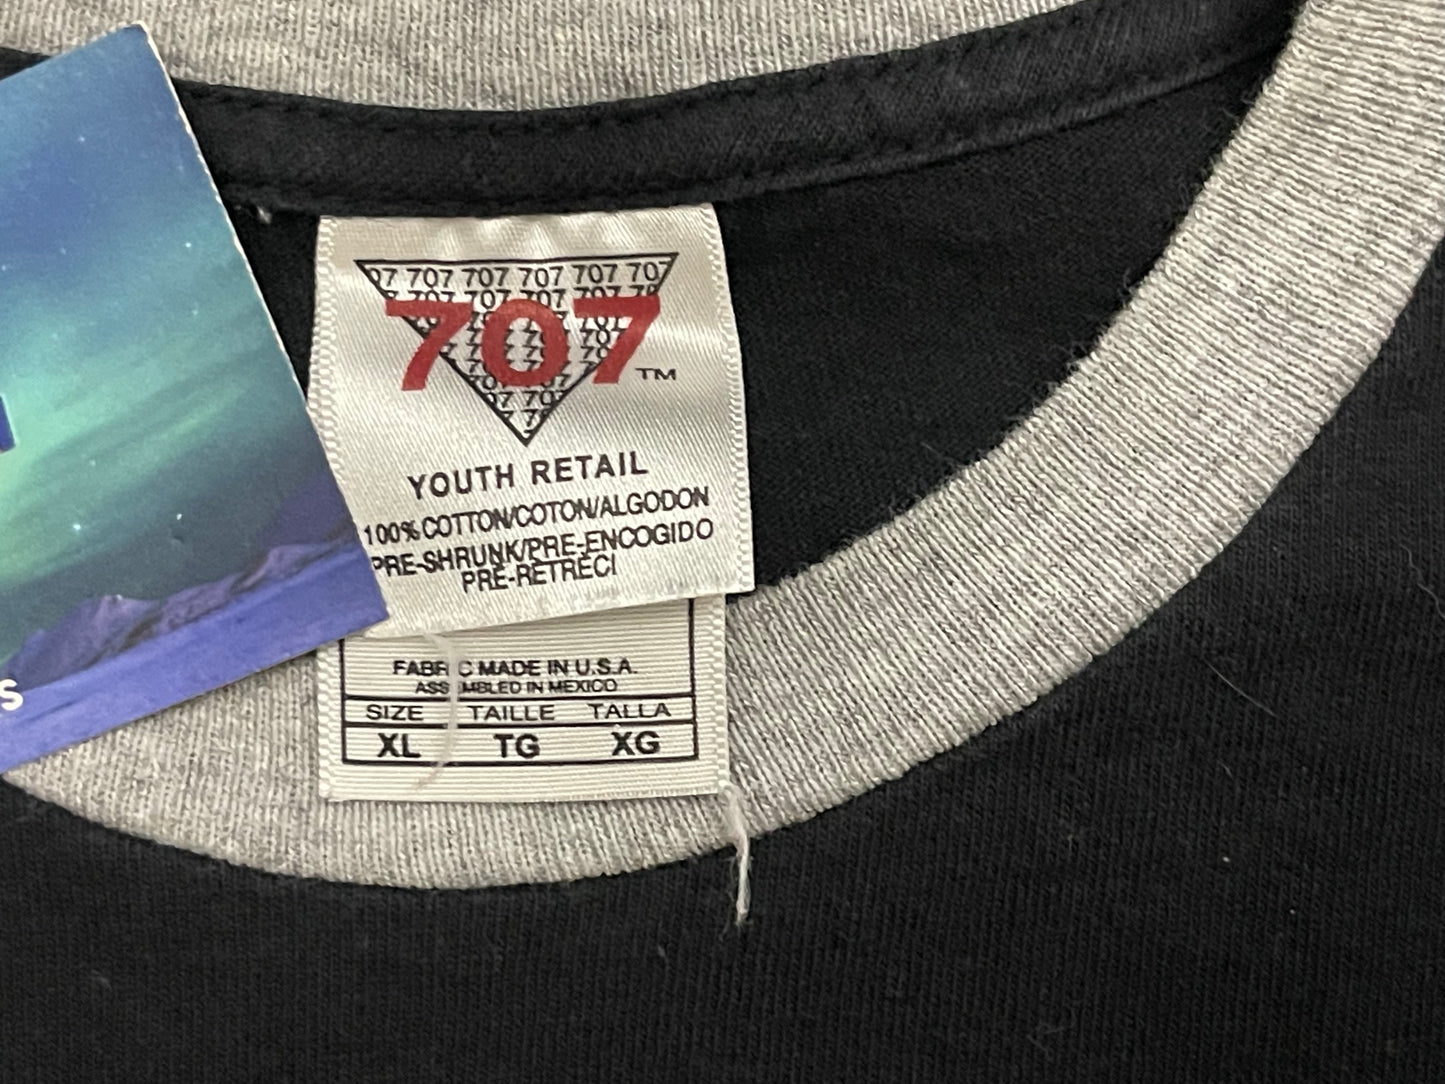 07 707 707 707 707 707
707 ™
YOUTH RETAIL
100% COTTON/COTON/ALGODON
PRE-SHRUNK/PRE-ENCOGIDO
PRE-RETRECI
FABRIC MADE IN U.S.A.
ASSEMBLED IN MEXICO
SIZE TAILLE TALLA
XL TG XG
s